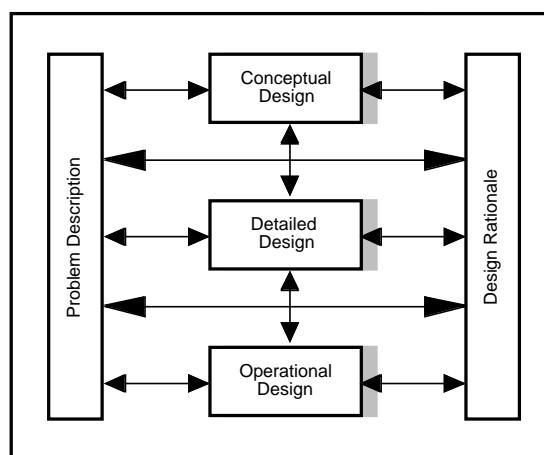 Problem Description
Conceptual
Design
Detailed
Design
Operational
Design
Design Rationale